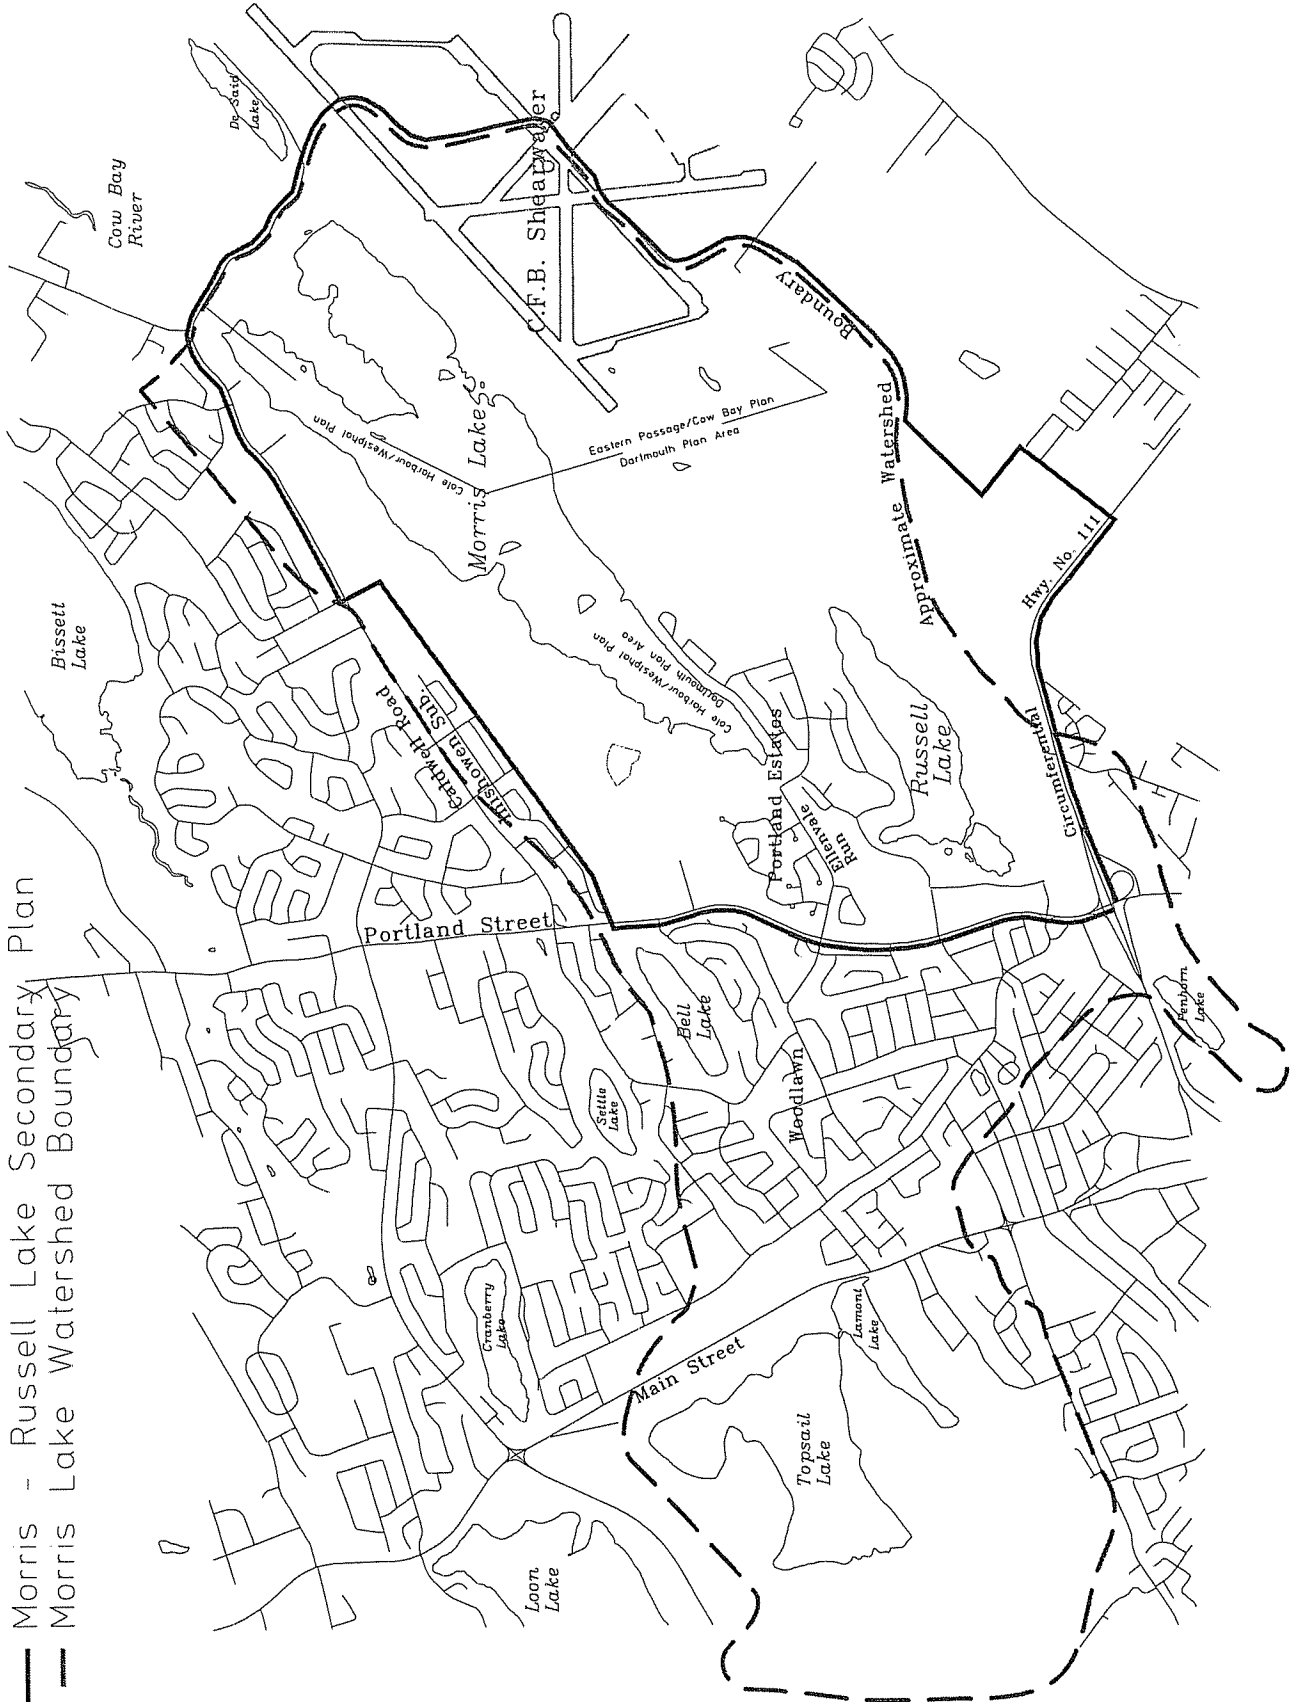 Morris - Russell Lake Secondary Plan
Morris Lake Watershed Boundary
Loon
Lake
Topsail
Lake
Lamont
Lake
Main Street
Cranberry
Lake
Settle
Lake
Woodlawn
Bell
Lake
Penhorn
Lake
Portland Street
Bissett
Lake
Caldwell Road
Inishowen Sub.
Portland Estates
Ellenvale
Run
Russell
Lake
Circumferential
Hwy. No. 111
Cole Harbour/Westphal Plan
Dartmouth Plan Area
Morris Lake
Cole Harbour/Westphal Plan
Eastern Passage/Cow Bay Plan
Dartmouth Plan Area
Approximate Watershed Boundary
C.F.B. Shearwater
Cow Bay
River
De Said
Lake